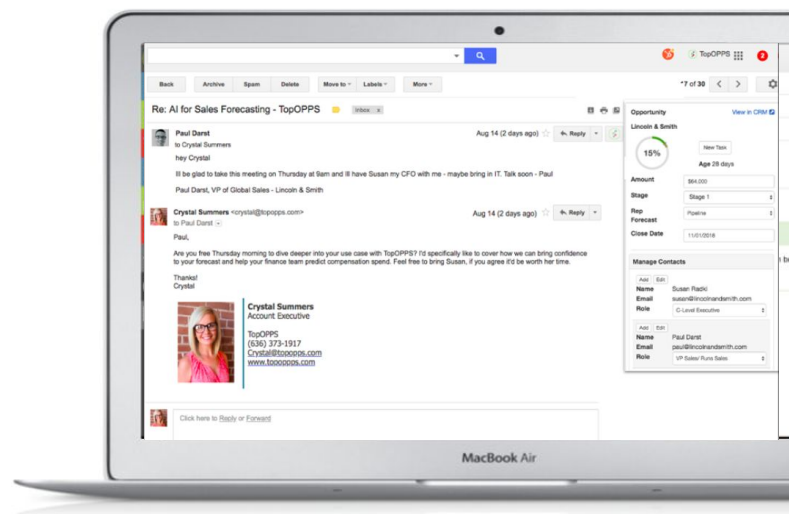 TopOPPS
2
Back Archive Spam Delete Move to Labels More
"7 of 30
Re: AI for Sales Forecasting - TopOPPS Inbox x
Paul Darst Aug 14 (2 days ago) Reply
to Crystal Summers
hey Crystal
Ill be glad to take this meeting on Thursday at 9am and Ill have Susan my CFO with me - maybe bring in IT. Talk soon - Paul
Paul Darst, VP of Global Sales - Lincoln & Smith
Crystal Summers <crystal@topopps.com> Aug 14 (2 days ago) Reply
to Paul Darst
Paul,
Are you free Thursday morning to dive deeper into your use case with TopOPPS? I'd specifically like to cover how we can bring confidence
to your forecast and help your finance team predict compensation spend. Feel free to bring Susan, if you agree it'd be worth her time.
Thanks!
Crystal
Crystal Summers
Account Executive
TopOPPS
(636) 373-1917
Crystal@topopps.com
www.topopps.com
Click here to Reply or Forward
Opportunity View in CRM
Lincoln & Smith
15%
New Task
Age 28 days
Amount $64,000
Stage Stage 1
Rep
Forecast Pipeline
Close Date 11/01/2016
Manage Contacts
Add Edit
Name Susan Radki
Email susan@lincolnandsmith.com
Role C-Level Executive
Add Edit
Name Paul Darst
Email paul@lincolnandsmith.com
Role VP Sales/ Runs Sales
MacBook Air